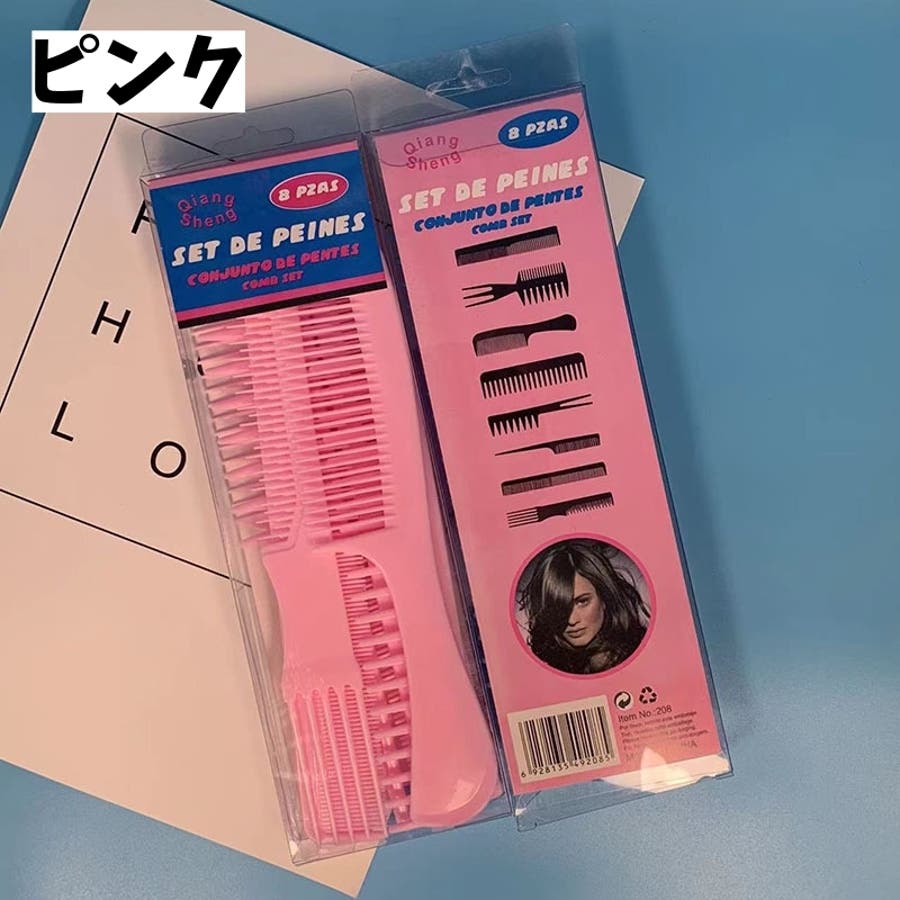 ピンク
Qiang
Sheng
8 PZAS
SET DE PEINES
CONJUNTO DE PENTES
COMB SET
Qiang
Sheng
8 PZAS
SET DE PEINES
CONJUNTO DE PENTES
COMB SET
H
L O
Item No.:208
6 928135 492085